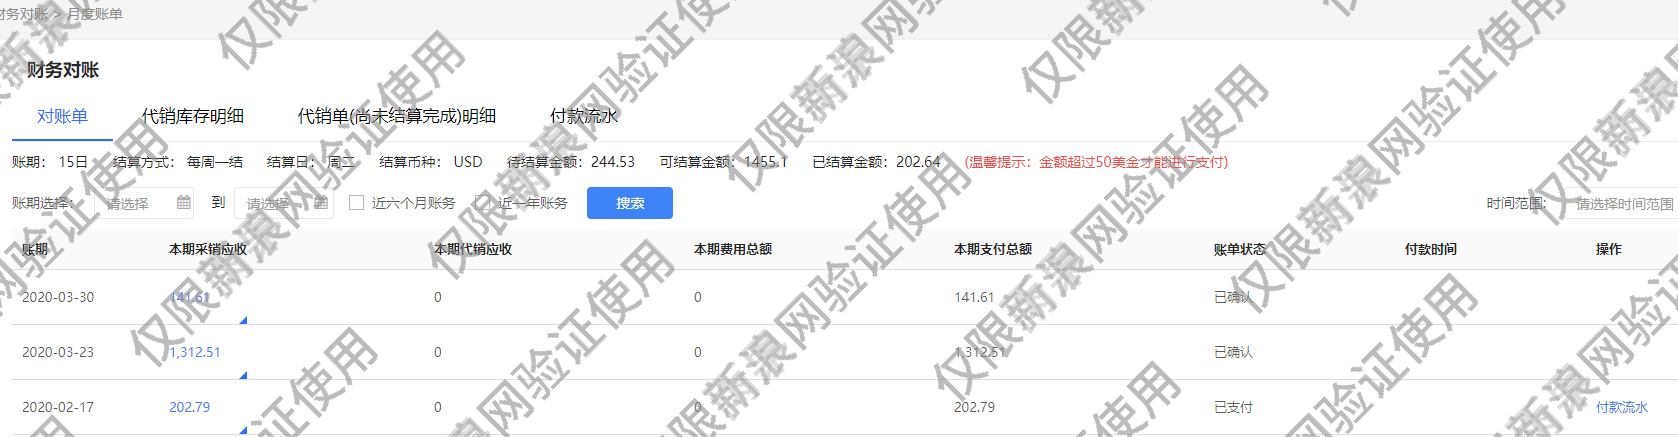 财务对账 > 月度账单
财务对账
对账单 代销库存明细 代销单(尚未结算完成)明细 付款流水
账期： 15日 结算方式： 每周一结 结算日： 周二 结算币种： USD 待结算金额：244.53 可结算金额：1455.1 已结算金额：202.64 (温馨提示：金额超过50美金才能进行支付)
账期选择： 请选择 到 请选择 近六个月账务 近一年账务 搜索 时间范围: 请选择时间范围
账期 本期采销应收 本期代销应收 本期费用总额 本期支付总额 账单状态 付款时间 操作
2020-03-30 141.61 0 0 141.61 已确认
2020-03-23 1,312.51 0 0 1,312.51 已确认
2020-02-17 202.79 0 0 202.79 已支付 付款流水
仅限新浪网验证使用